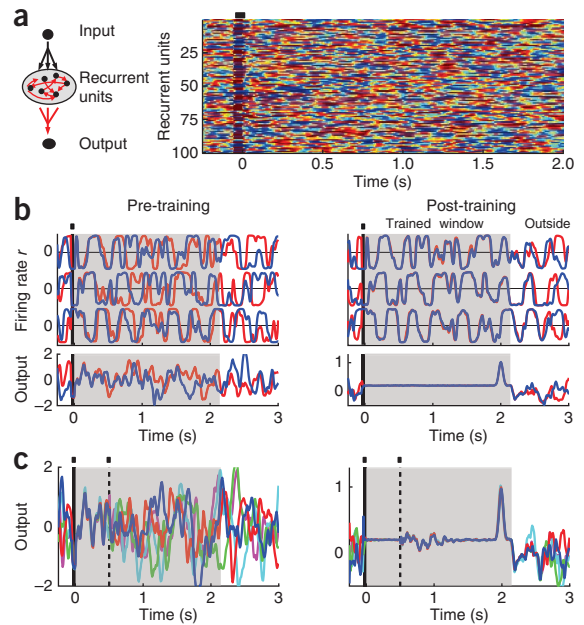 a
Input
Recurrent
units
Output
Recurrent units
25
50
75
100
0
0.5
1.0
1.5
2.0
Time (s)
b
Pre-training
Post-training
Trained window
Outside
Firing rate r
0
0
0
0
0
0
Output
2
−2
0
1
2
3
Time (s)
1
0
0
1
2
3
Time (s)
c
Output
2
0
−2
0
1
2
3
Time (s)
1
0
0
1
2
3
Time (s)